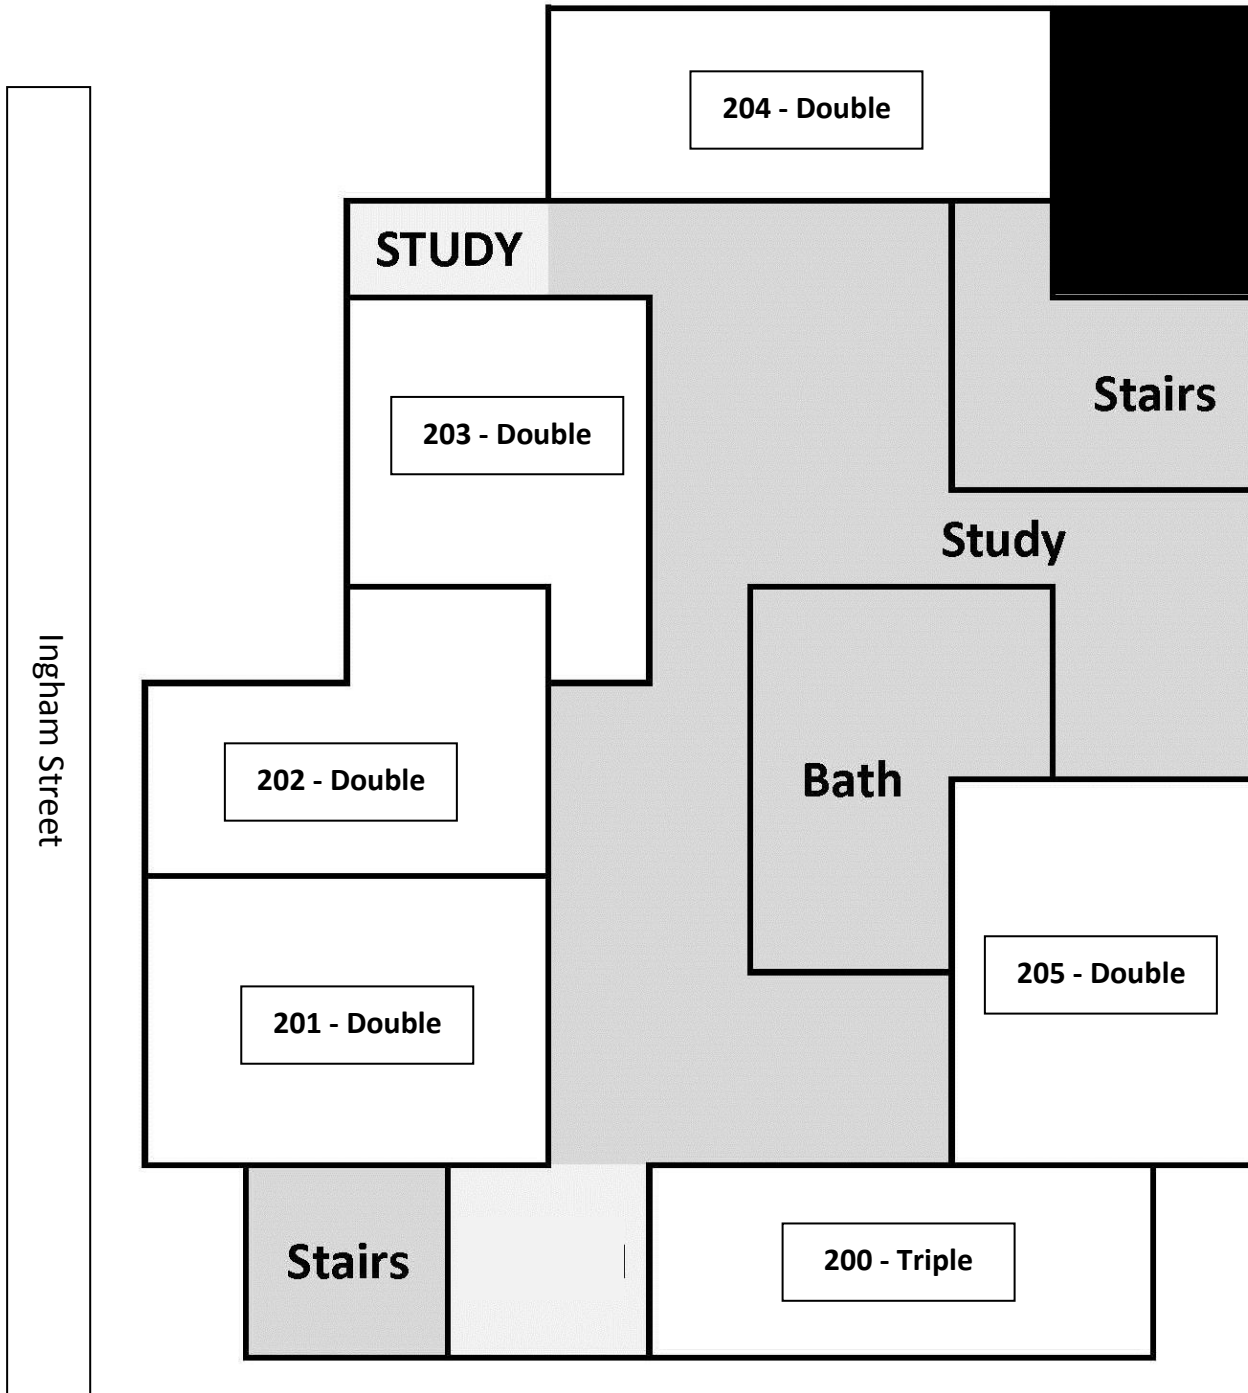 204 - Double
STUDY
Stairs
203 - Double
Study
Ingham Street
202 - Double
Bath
205 - Double
201 - Double
Stairs
200 - Triple